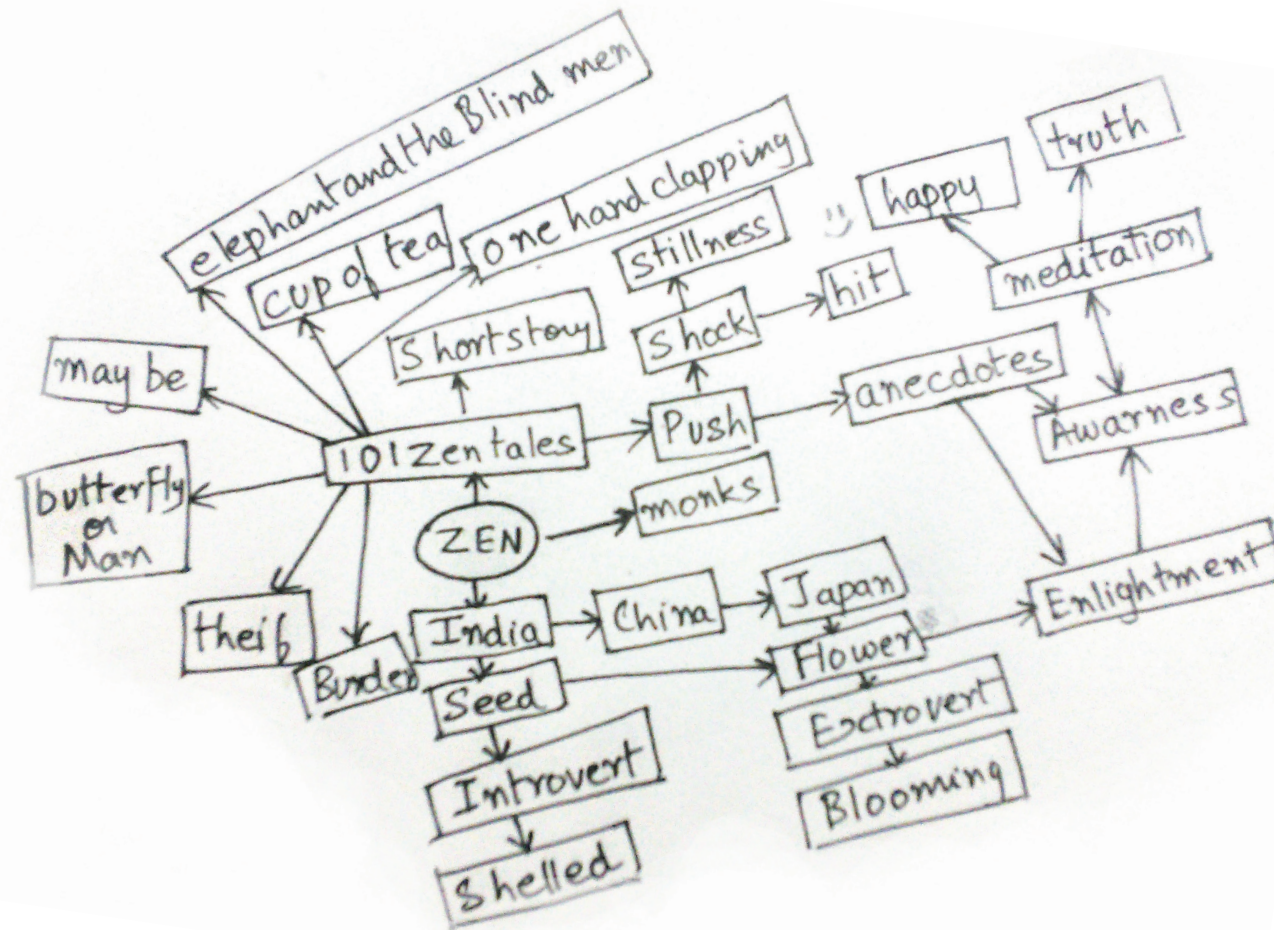 elephant and the Blind men
cup of tea
one hand clapping
stillness
happy
truth
meditation
hit
Shock
Short story
may be
anecdotes
Awarness
Push
101 Zen tales
butterfly
or
Man
monks
ZEN
theif
Burden
India
China
Japan
Flower
Enlightment
Seed
Extrovert
Introvert
Blooming
Shelled